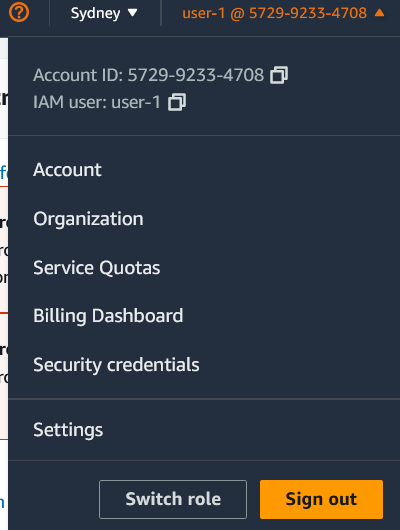 Sydney ▼ user-1 @ 5729-9233-4708 ▲
Account ID: 5729-9233-4708
IAM user: user-1
Account
Organization
Service Quotas
Billing Dashboard
Security credentials
Settings
Switch role Sign out